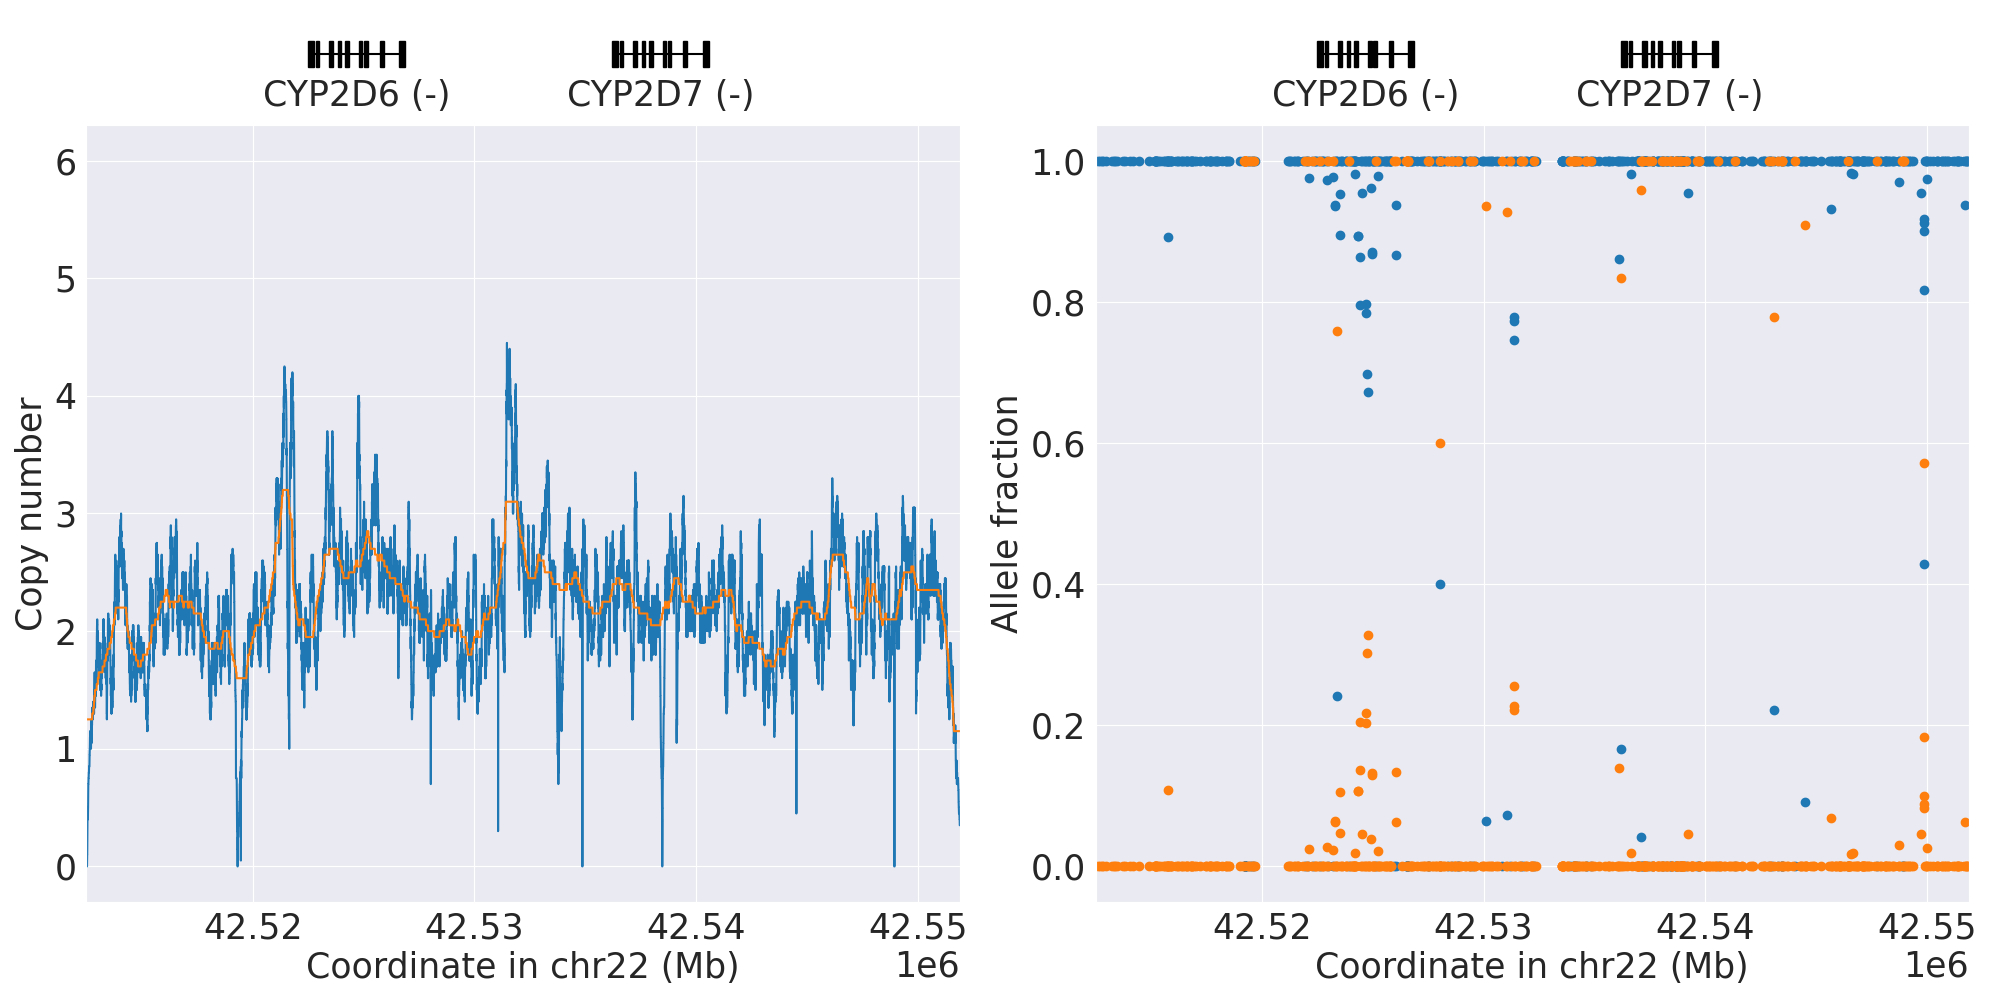 CYP2D6 (-) CYP2D7 (-)
6
5
4
3
2
1
0
Copy number
42.52 42.53 42.54 42.55
Coordinate in chr22 (Mb)
1e6
CYP2D6 (-) CYP2D7 (-)
1.0
0.8
0.6
0.4
0.2
0.0
Allele fraction
42.52 42.53 42.54 42.55
Coordinate in chr22 (Mb)
1e6